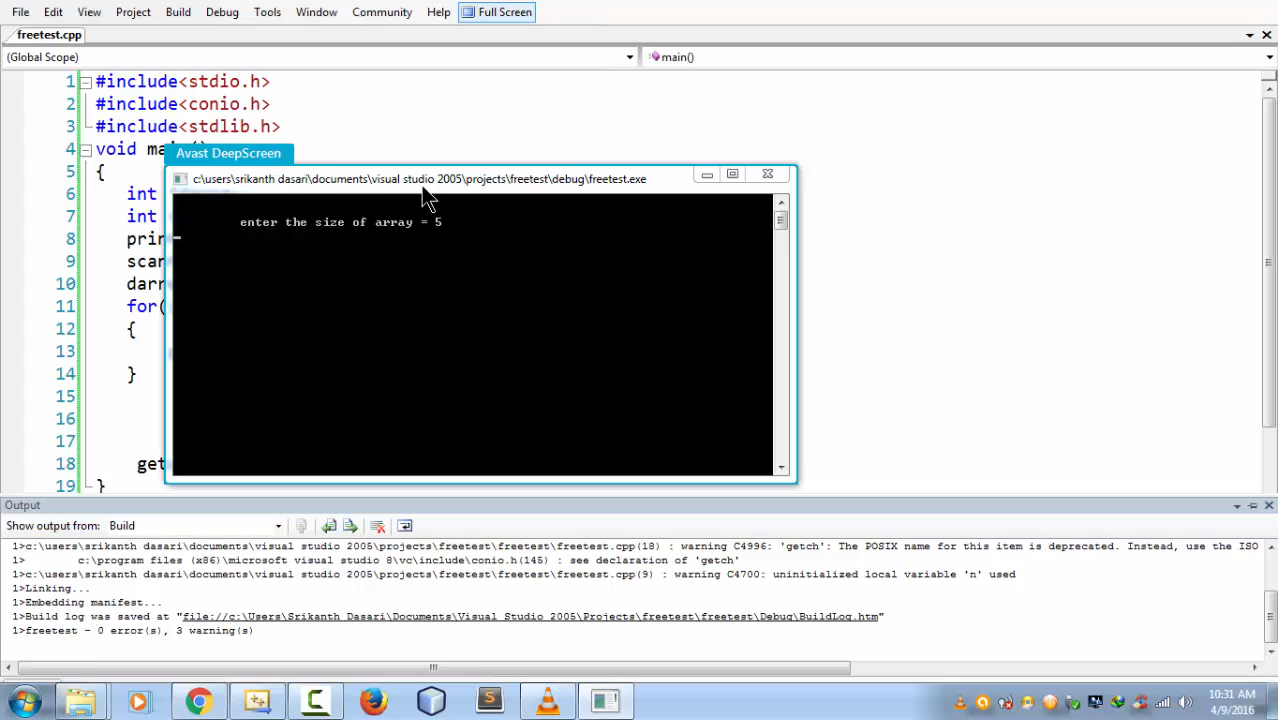 File Edit View Project Build Debug Tools Window Community Help Full Screen
freetest.cpp
(Global Scope) main()
1 #include<stdio.h>
2 #include<conio.h>
3 #include<stdlib.h>
4 void
Avast DeepScreen
5 {
c:\users\srikanth dasari\documents\visual studio 2005\projects\freetest\debug\freetest.exe
6 int
7 int
enter the size of array = 5
8 prin
9 scan
10 darr
11 for(
12 {
13
14 }
15
16
17
18 get
19 }
Output
Show output from: Build
1>c:\users\srikanth dasari\documents\visual studio 2005\projects\freetest\freetest\freetest.cpp(18) : warning C4996: 'getch': The POSIX name for this item is deprecated. Instead, use the ISO
1> c:\program files (x86)\microsoft visual studio 8\vc\include\conio.h(145) : see declaration of 'getch'
1>c:\users\srikanth dasari\documents\visual studio 2005\projects\freetest\freetest\freetest.cpp(9) : warning C4700: uninitialized local variable 'n' used
1>Linking...
1>Embedding manifest...
1>Build log was saved at "file://c:\Users\Srikanth Dasari\Documents\Visual Studio 2005\Projects\freetest\freetest\Debug\BuildLog.htm"
1>freetest - 0 error(s), 3 warning(s)
10:31 AM
4/9/2016